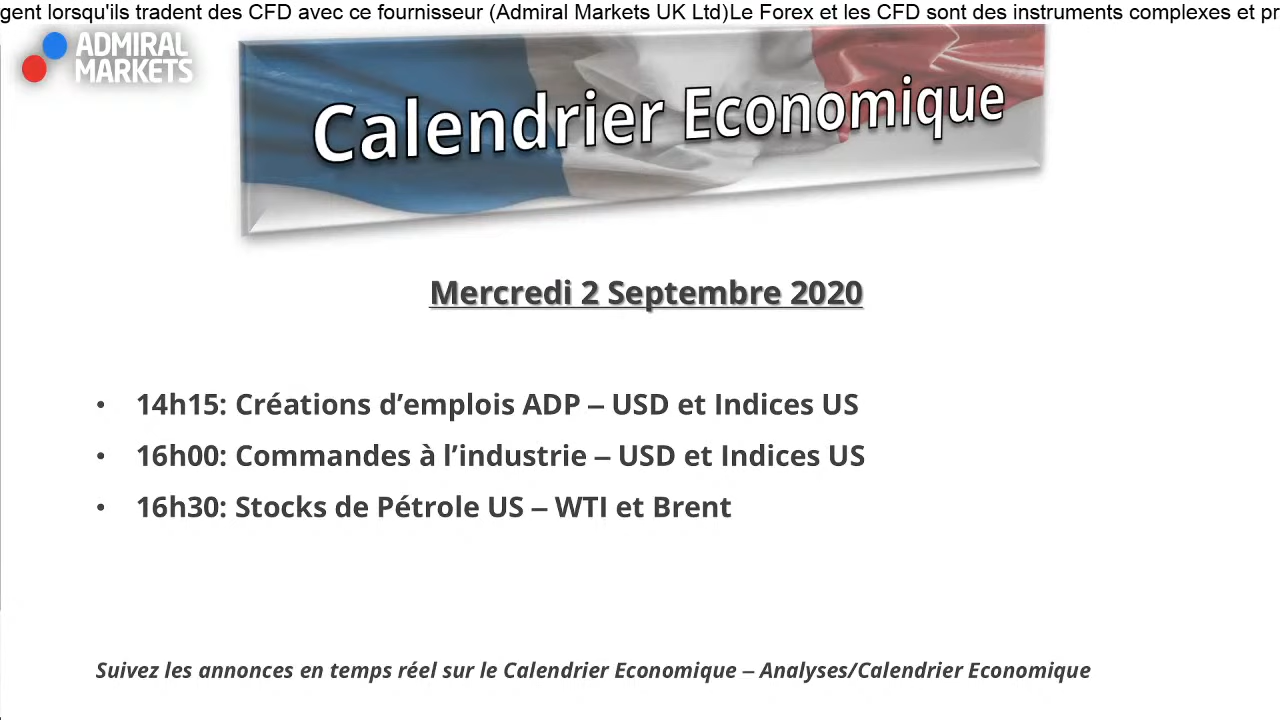 gent lorsqu'ils tradent des CFD avec ce fournisseur (Admiral Markets UK Ltd)Le Forex et les CFD sont des instruments complexes et pr
ADMIRAL
MARKETS
Calendrier Economique
Mercredi 2 Septembre 2020
• 14h15: Créations d’emplois ADP – USD et Indices US
• 16h00: Commandes à l’industrie – USD et Indices US
• 16h30: Stocks de Pétrole US – WTI et Brent
Suivez les annonces en temps réel sur le Calendrier Economique – Analyses/Calendrier Economique